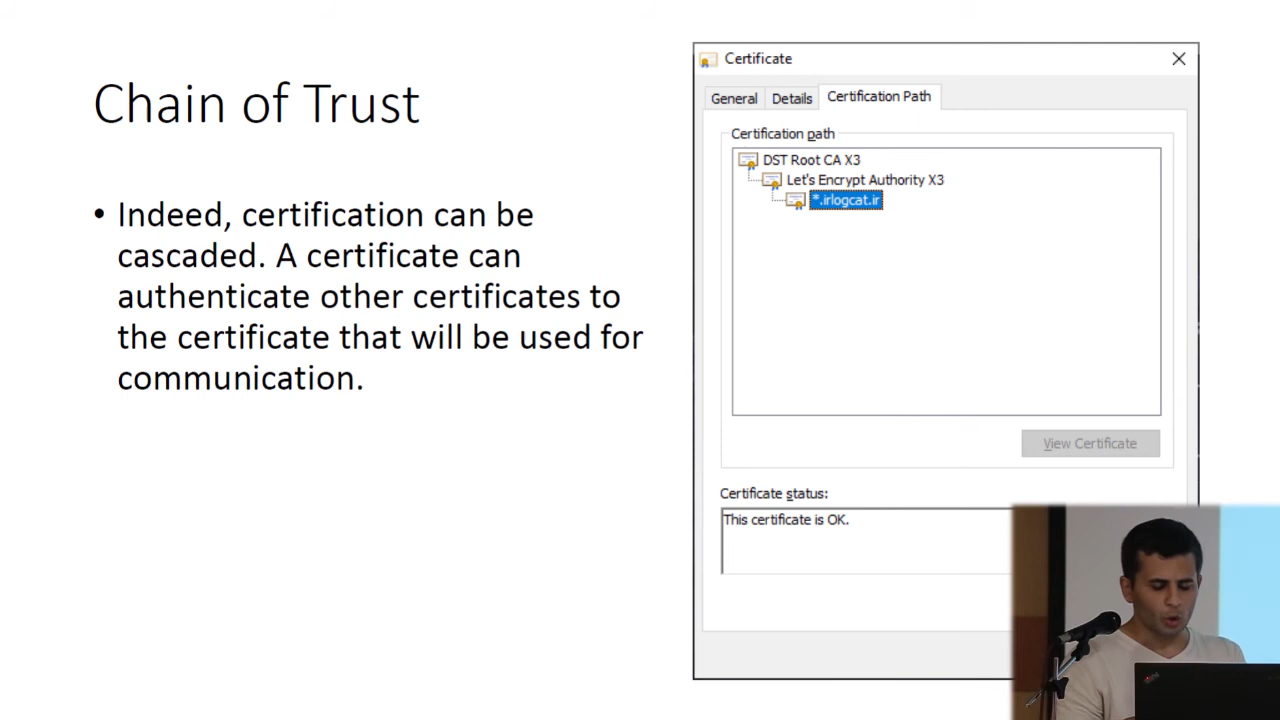 Chain of Trust
• Indeed, certification can be
cascaded. A certificate can
authenticate other certificates to
the certificate that will be used for
communication.
Certificate
General Details Certification Path
Certification path
DST Root CA X3
Let's Encrypt Authority X3
*.irlogcat.ir
View Certificate
Certificate status:
This certificate is OK.